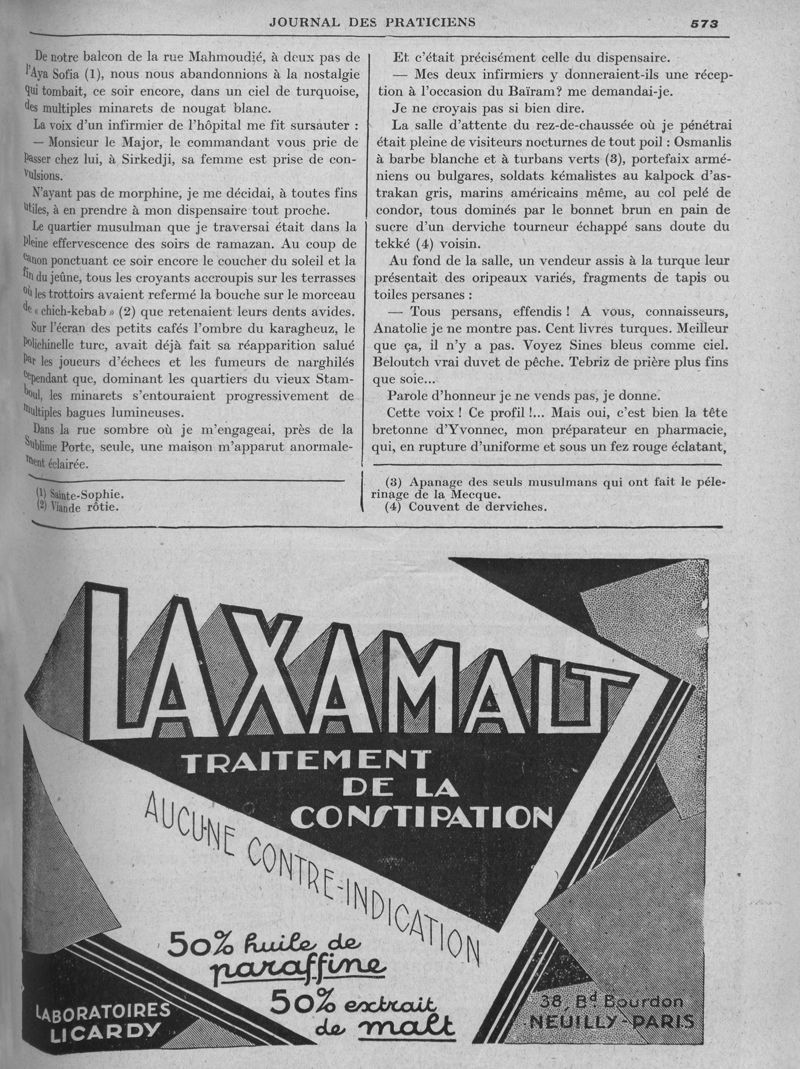 JOURNAL DES PRATICIENS
573
De notre balcon de la rue Mahmoudié, à deux pas de
l'Aya Sofia (1), nous nous abandonnions à la nostalgie
qui tombait, ce soir encore, dans un ciel de turquoise,
des multiples minarets de nougat blanc.
La voix d'un infirmier de l'hôpital me fit sursauter :
— Monsieur le Major, le commandant vous prie de
passer chez lui, à Sirkedji, sa femme est prise de con-
vulsions.
N'ayant pas de morphine, je me décidai, à toutes fins
utiles, à en prendre à mon dispensaire tout proche.
Le quartier musulman que je traversai était dans la
pleine effervescence des soirs de ramazan. Au coup de
canon ponctuant ce soir encore le coucher du soleil et la
fin du jeûne, tous les croyants accroupis sur les terrasses
où les trottoirs avaient refermé la bouche sur le morceau
de « chich-kebab » (2) que retenaient leurs dents avides.
Sur l'écran des petits cafés l'ombre du karagheuz, le
polichinelle turc, avait déjà fait sa réapparition salué
par les joueurs d'échecs et les fumeurs de narghilés
cependant que, dominant les quartiers du vieux Stam-
boul, les minarets s'entouraient progressivement de
multiples bagues lumineuses.
Dans la rue sombre où je m'engageai, près de la
Sublime Porte, seule, une maison m'apparut anormale-
ment éclairée.
(1) Sainte-Sophie.
(2) Viande rôtie.
Et c'était précisément celle du dispensaire.
— Mes deux infirmiers y donneraient-ils une récep-
tion à l'occasion du Baïram? me demandai-je.
Je ne croyais pas si bien dire.
La salle d'attente du rez-de-chaussée où je pénétrai
était pleine de visiteurs nocturnes de tout poil : Osmanlis
à barbe blanche et à turbans verts (3), portefaix armé-
niens ou bulgares, soldats kémalistes au kalpock d'as-
trakan gris, marins américains même, au col pelé de
condor, tous dominés par le bonnet brun en pain de
sucre d'un derviche tourneur échappé sans doute du
tekké (4) voisin.
Au fond de la salle, un vendeur assis à la turque leur
présentait des oripeaux variés, fragments de tapis ou
toiles persanes :
— Tous persans, effendis ! A vous, connaisseurs,
Anatolie je ne montre pas. Cent livres turques. Meilleur
que ça, il n'y a pas. Voyez Sines bleus comme ciel.
Beloutch vrai duvet de pêche. Tebriz de prière plus fins
que soie...
Parole d'honneur je ne vends pas, je donne.
Cette voix ! Ce profil !... Mais oui, c'est bien la tête
bretonne d'Yvonnec, mon préparateur en pharmacie,
qui, en rupture d'uniforme et sous un fez rouge éclatant,
(3) Apanage des seuls musulmans qui ont fait le péle-
rinage de la Mecque.
(4) Couvent de derviches.
LAXAMALT
TRAITEMENT
DE LA
CONSTIPATION
AUCUNE CONTRE-INDICATION
50% huile de
paraffine
50% extrait
de malt
LABORATOIRES
LICARDY
38, Bd Bourdon
NEUILLY-PARIS